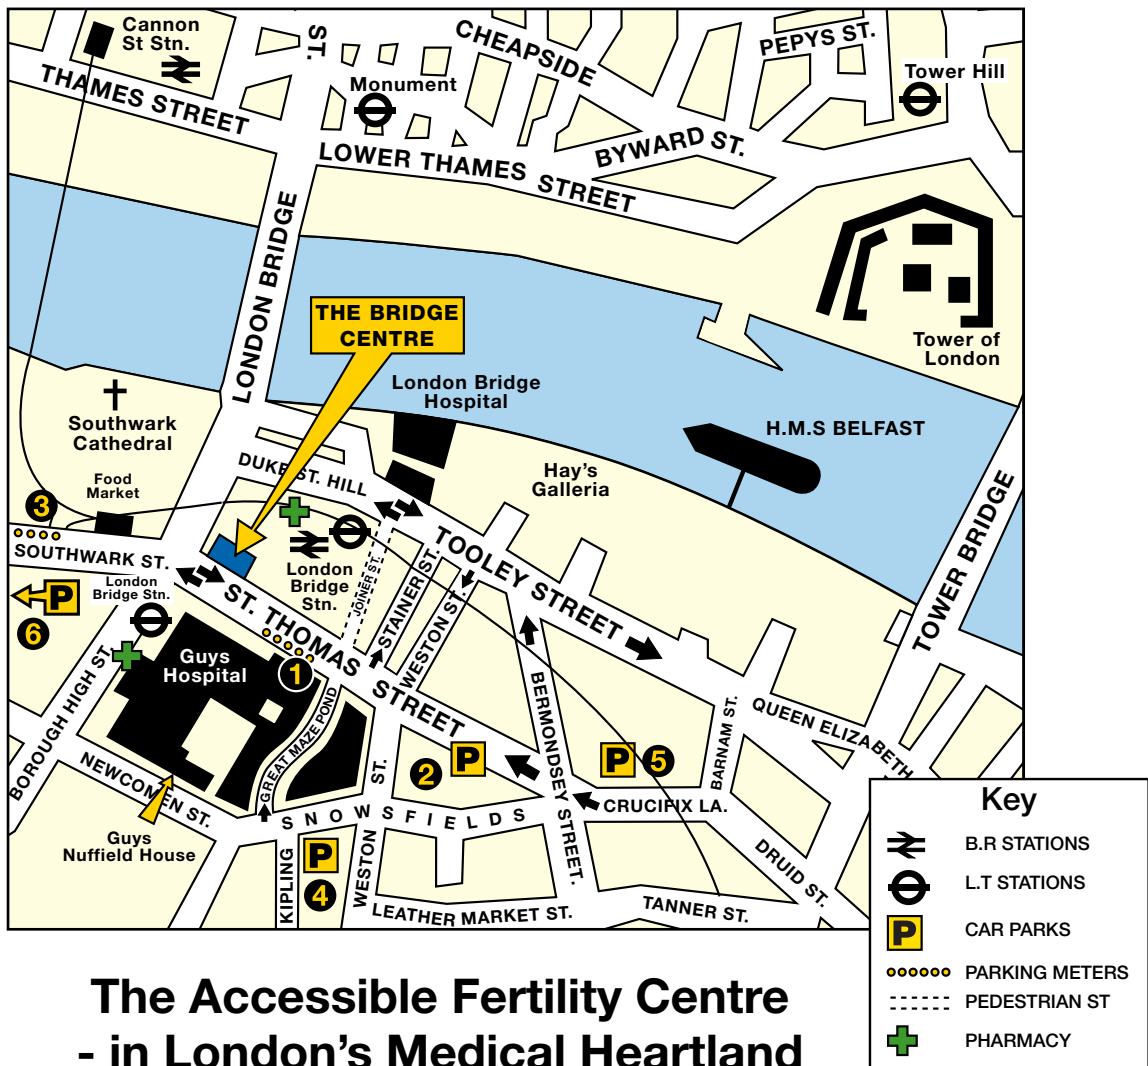 Cannon
St Stn.
ST.
CHEAPSIDE
PEPYS ST.
Tower Hill
Monument
THAMES STREET
LOWER THAMES STREET
BYWARD ST.
LONDON BRIDGE
THE BRIDGE
CENTRE
Tower of
London
London Bridge
Hospital
Southwark
Cathedral
H.M.S BELFAST
Food
Market
DUKE ST. HILL
Hay's
Galleria
3
SOUTHWARK ST.
TOOLEY STREET
TOWER BRIDGE
London
Bridge
Stn.
JOINER ST.
STAINER ST.
WESTON ST.
London
Bridge Stn.
P
6
ST. THOMAS STREET
Guys
Hospital
1
BOROUGH HIGH ST.
GREAT MAZE POND
BERMONDSEY STREET.
BARNAM ST.
QUEEN ELIZABETH
NEWCOMEN ST.
2
P
P
5
CRUCIFIX LA.
SNOWSFIELDS
Guys
Nuffield House
KIPLING
P
4
WESTON ST.
LEATHER MARKET ST.
TANNER ST.
DRUID ST.
Key
B.R STATIONS
L.T STATIONS
P CAR PARKS
PARKING METERS
PEDESTRIAN ST
PHARMACY
The Accessible Fertility Centre
- in London's Medical Heartland